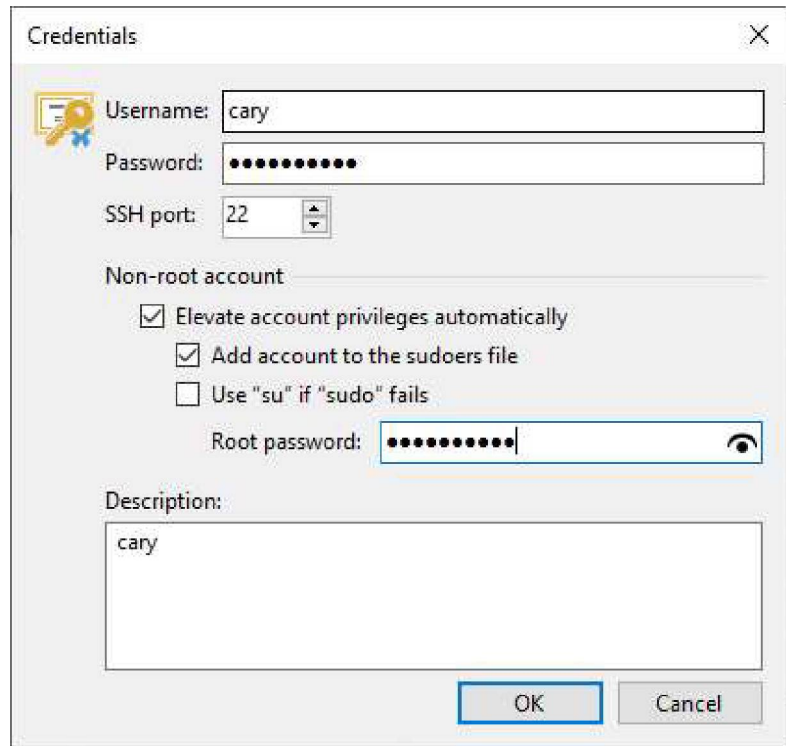 Credentials
Username: cary
Password: ●●●●●●●●●●
SSH port: 22
Non-root account
Elevate account privileges automatically
Add account to the sudoers file
Use "su" if "sudo" fails
Root password: ●●●●●●●●●●
Description:
cary
OK Cancel